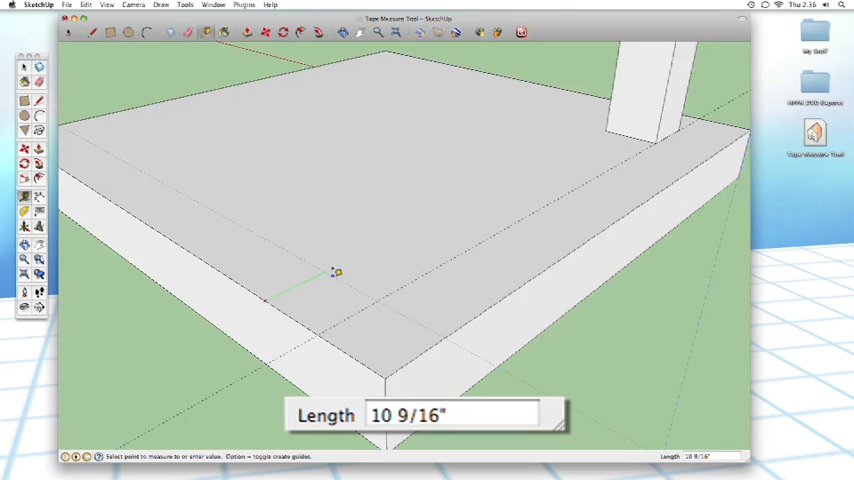 SketchUp File Edit View Camera Draw Tools Window Plugins Help
Thu 2:36
Tape Measure Tool - SketchUp
My Stuff
Tape Measure Tool
Length 10 9/16"
Select point to measure to or enter value. Option = toggle create guides.
Length 10 9/16"